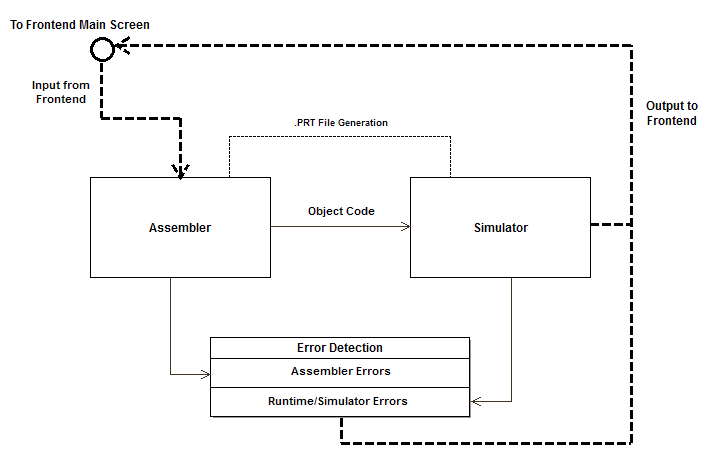 To Frontend Main Screen
Input from
Frontend
Output to
Frontend
.PRT File Generation
Assembler
Object Code
Simulator
Error Detection
Assembler Errors
Runtime/Simulator Errors